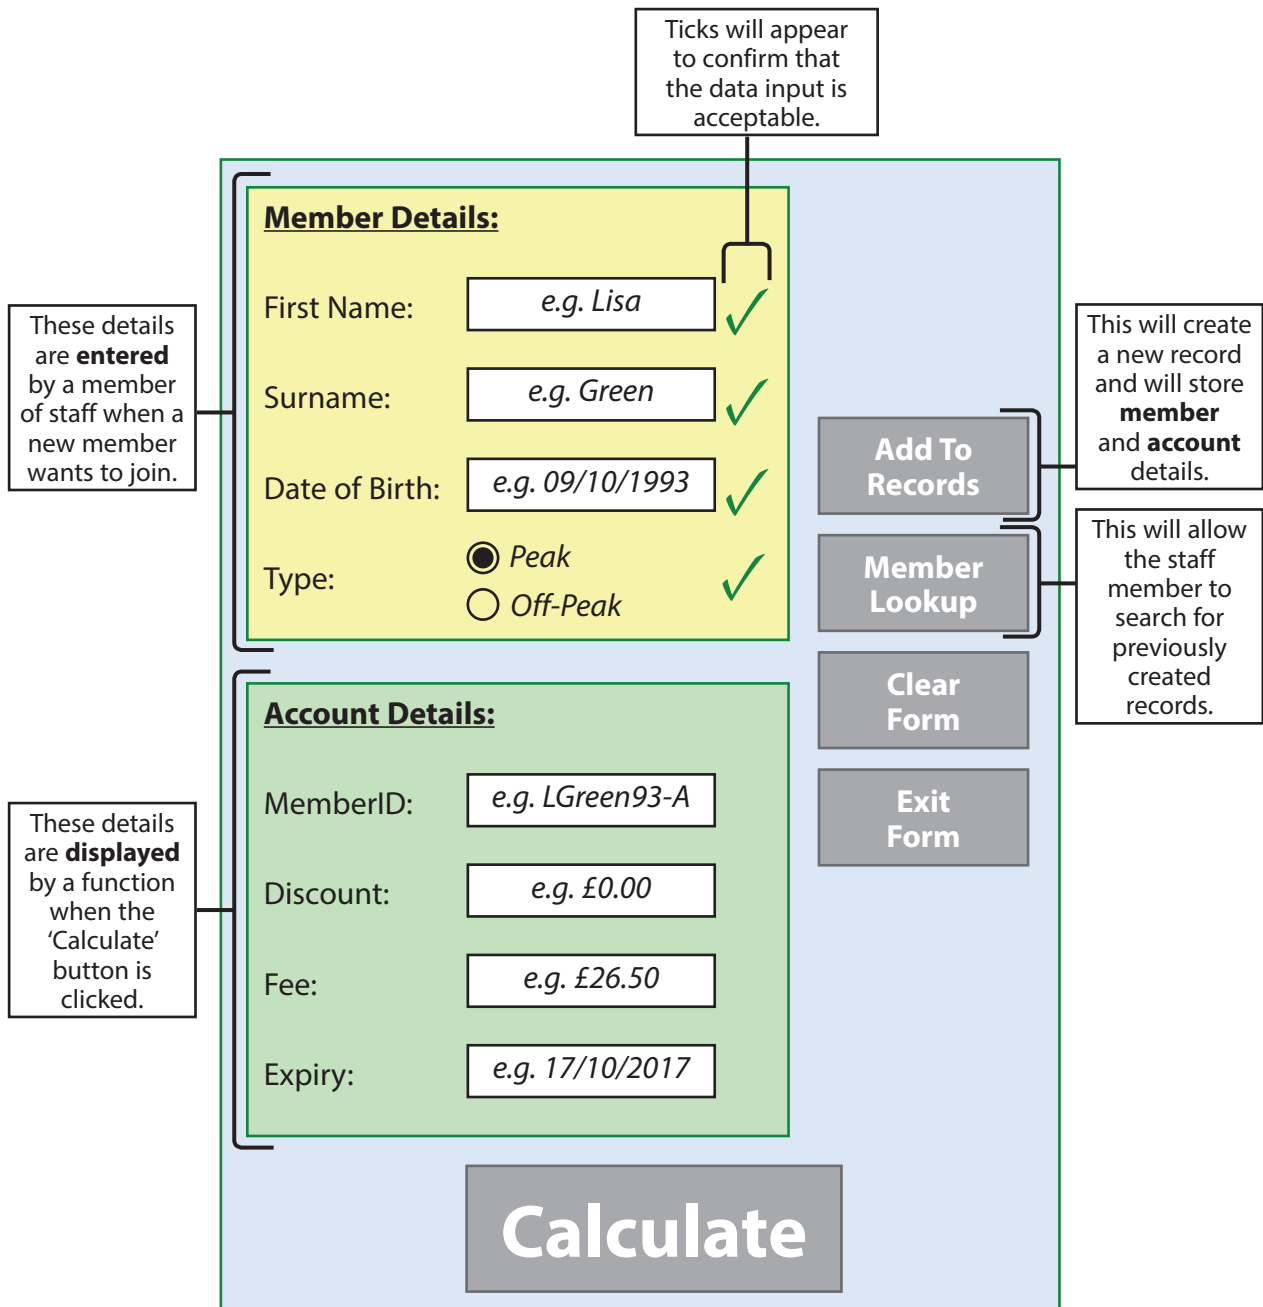 Ticks will appear
to confirm that
the data input is
acceptable.
Member Details:
First Name:
e.g. Lisa
Surname:
e.g. Green
Date of Birth:
e.g. 09/10/1993
Type:
Peak
Off-Peak
These details
are entered
by a member
of staff when a
new member
wants to join.
Add To
Records
This will create
a new record
and will store
member
and account
details.
Member
Lookup
This will allow
the staff
member to
search for
previously
created
records.
Clear
Form
Exit
Form
Account Details:
MemberID:
e.g. LGreen93-A
Discount:
e.g. £0.00
Fee:
e.g. £26.50
Expiry:
e.g. 17/10/2017
These details
are displayed
by a function
when the
‘Calculate’
button is
clicked.
Calculate